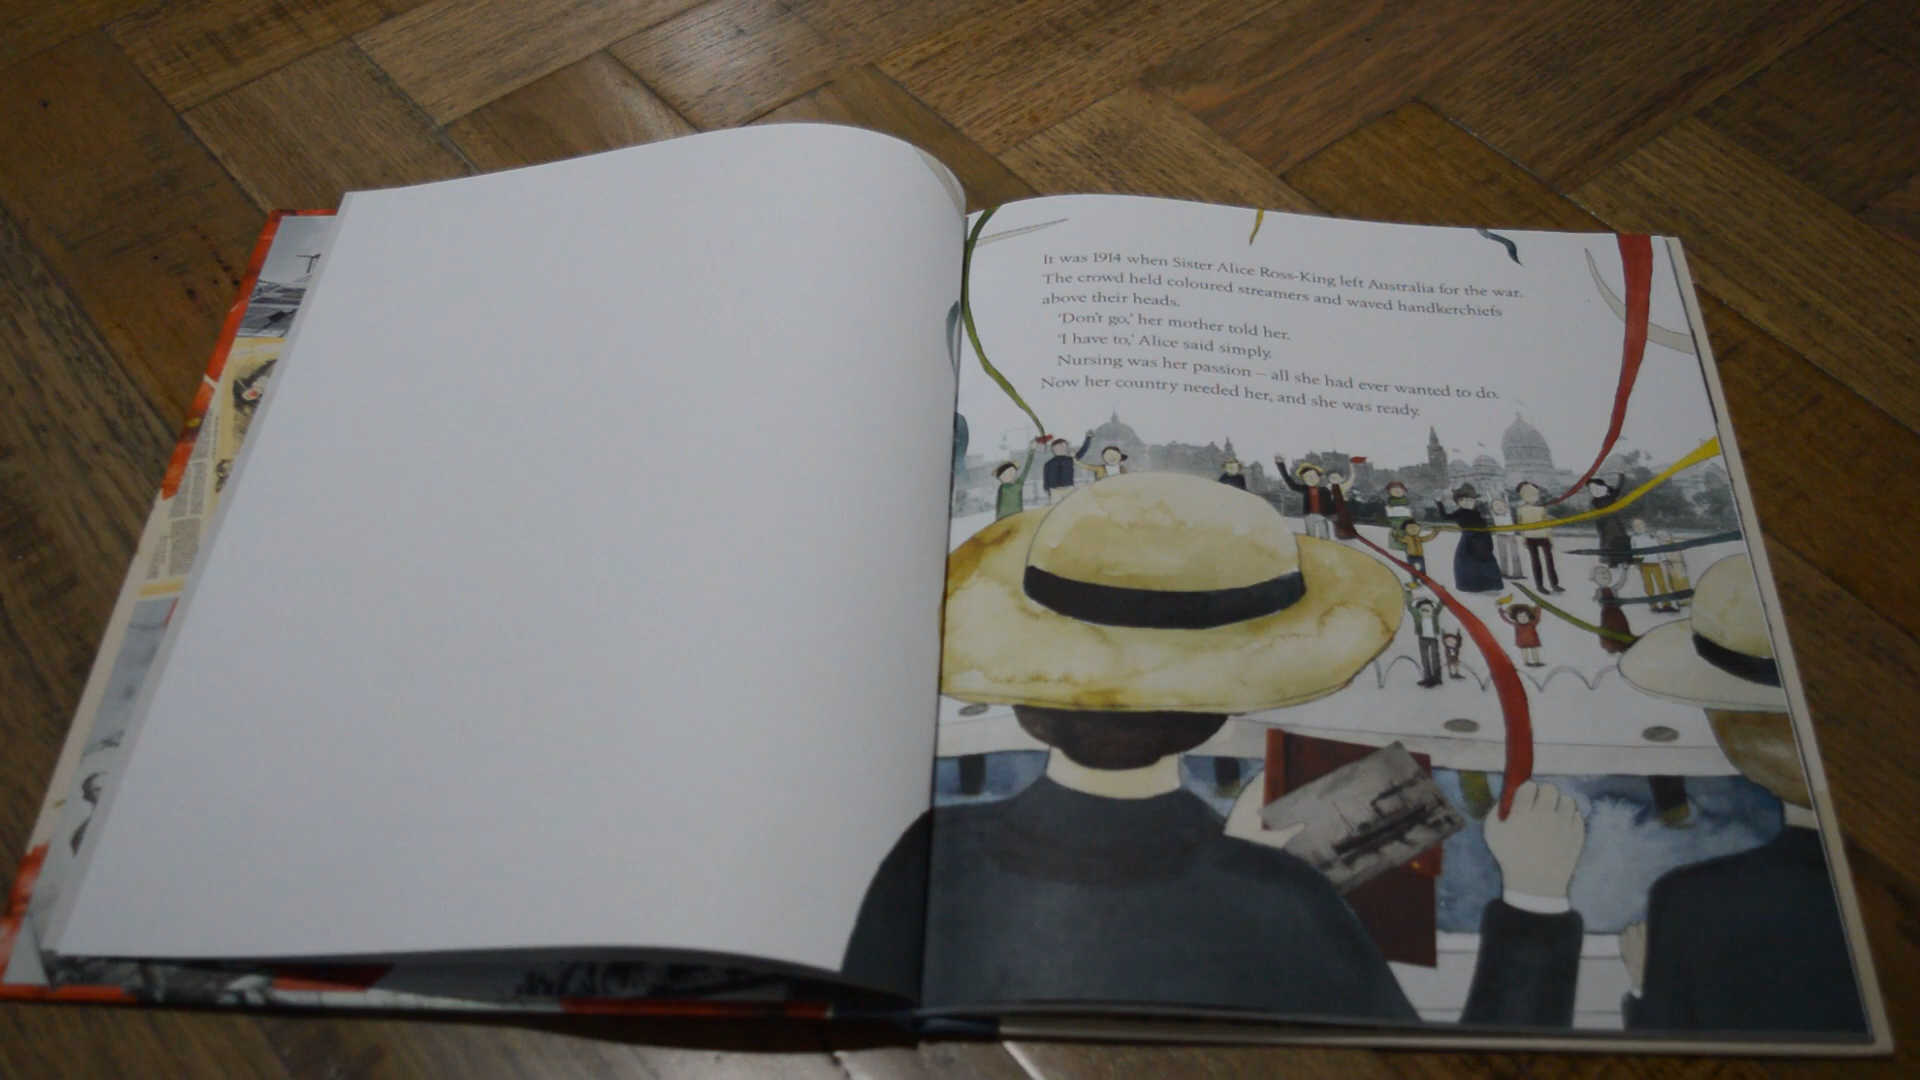 It was 1914 when Sister Alice Ross-King left Australia for the war.
The crowd held coloured streamers and waved handkerchiefs
above their heads.
‘Don’t go,’ her mother told her.
‘I have to,’ Alice said simply.
Nursing was her passion – all she had ever wanted to do.
Now her country needed her, and she was ready.